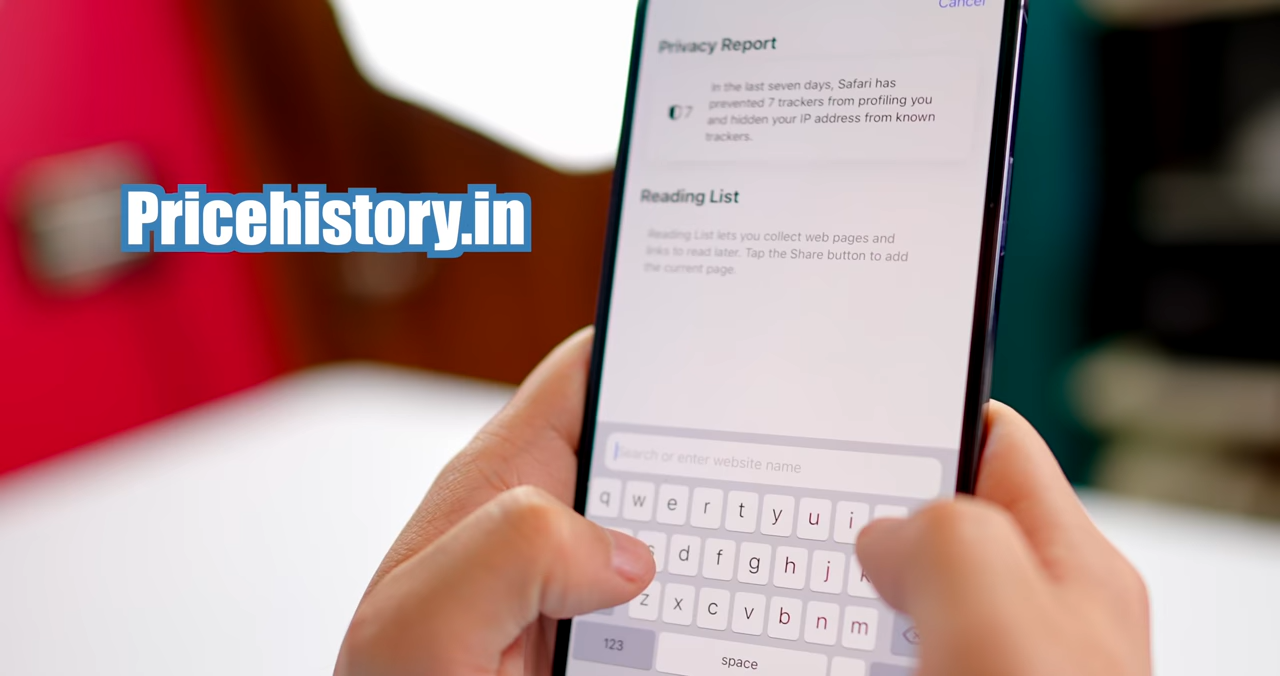 Cancel
Privacy Report
7
In the last seven days, Safari has
prevented 7 trackers from profiling you
and hidden your IP address from known
trackers.
Pricehistory.in
Reading List
Reading List lets you collect web pages and
links to read later. Tap the Share button to add
the current page.
Search or enter website name
q w e r t y u i
s d f g h j k
z x c v b n m
123 space